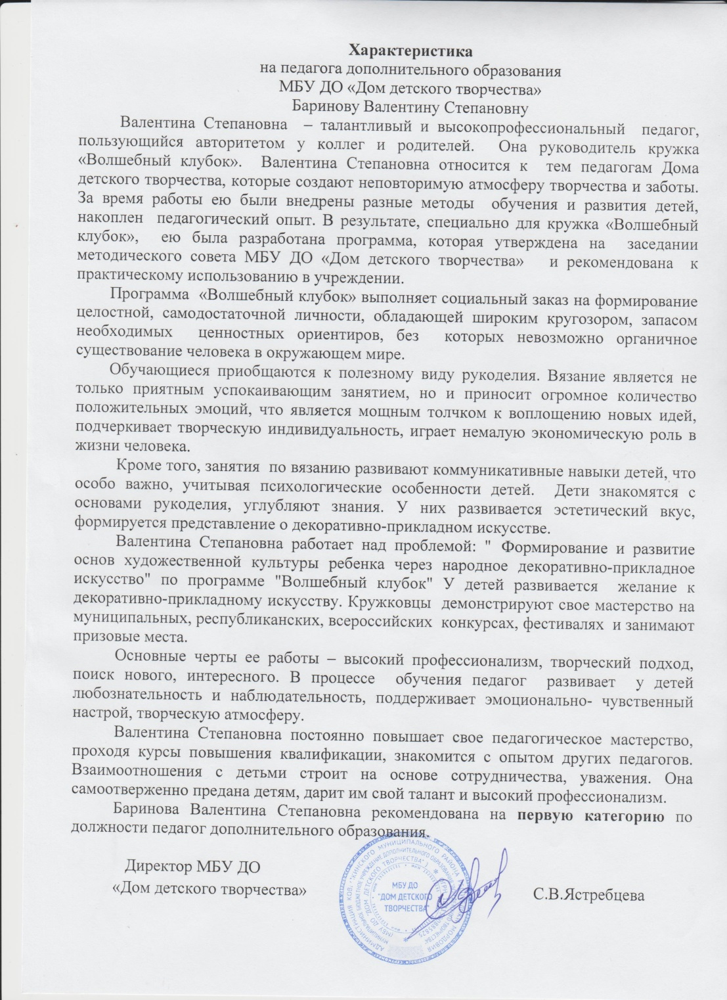 Характеристика
на педагога дополнительного образования
МБУ ДО «Дом детского творчества»
Баринову Валентину Степановну
Валентина Степановна – талантливый и высокопрофессиональный педагог,
пользующийся авторитетом у коллег и родителей. Она руководитель кружка
«Волшебный клубок». Валентина Степановна относится к тем педагогам Дома
детского творчества, которые создают неповторимую атмосферу творчества и заботы.
За время работы ею были внедрены разные методы обучения и развития детей,
накоплен педагогический опыт. В результате, специально для кружка «Волшебный
клубок», ею была разработана программа, которая утверждена на заседании
методического совета МБУ ДО «Дом детского творчества» и рекомендована к
практическому использованию в учреждении.
Программа «Волшебный клубок» выполняет социальный заказ на формирование
целостной, самодостаточной личности, обладающей широким кругозором, запасом
необходимых ценностных ориентиров, без которых невозможно органичное
существование человека в окружающем мире.
Обучающиеся приобщаются к полезному виду рукоделия. Вязание является не
только приятным успокаивающим занятием, но и приносит огромное количество
положительных эмоций, что является мощным толчком к воплощению новых идей,
подчеркивает творческую индивидуальность, играет немалую экономическую роль в
жизни человека.
Кроме того, занятия по вязанию развивают коммуникативные навыки детей, что
особо важно, учитывая психологические особенности детей. Дети знакомятся с
основами рукоделия, углубляют знания. У них развивается эстетический вкус,
формируется представление о декоративно-прикладном искусстве.
Валентина Степановна работает над проблемой: " Формирование и развитие
основ художественной культуры ребенка через народное декоративно-прикладное
искусство" по программе "Волшебный клубок" У детей развивается желание к
декоративно-прикладному искусству. Кружковцы демонстрируют свое мастерство на
муниципальных, республиканских, всероссийских конкурсах, фестивалях и занимают
призовые места.
Основные черты ее работы – высокий профессионализм, творческий подход,
поиск нового, интересного. В процессе обучения педагог развивает у детей
любознательность и наблюдательность, поддерживает эмоционально- чувственный
настрой, творческую атмосферу.
Валентина Степановна постоянно повышает свое педагогическое мастерство,
проходя курсы повышения квалификации, знакомится с опытом других педагогов.
Взаимоотношения с детьми строит на основе сотрудничества, уважения. Она
самоотверженно предана детям, дарит им свой талант и высокий профессионализм.
Баринова Валентина Степановна рекомендована на первую категорию по
должности педагог дополнительного образования.
Директор МБУ ДО
«Дом детского творчества»
С.В.Ястребцева
МБУ ДО
"ДОМ ДЕТСКОГО
ТВОРЧЕСТВА"